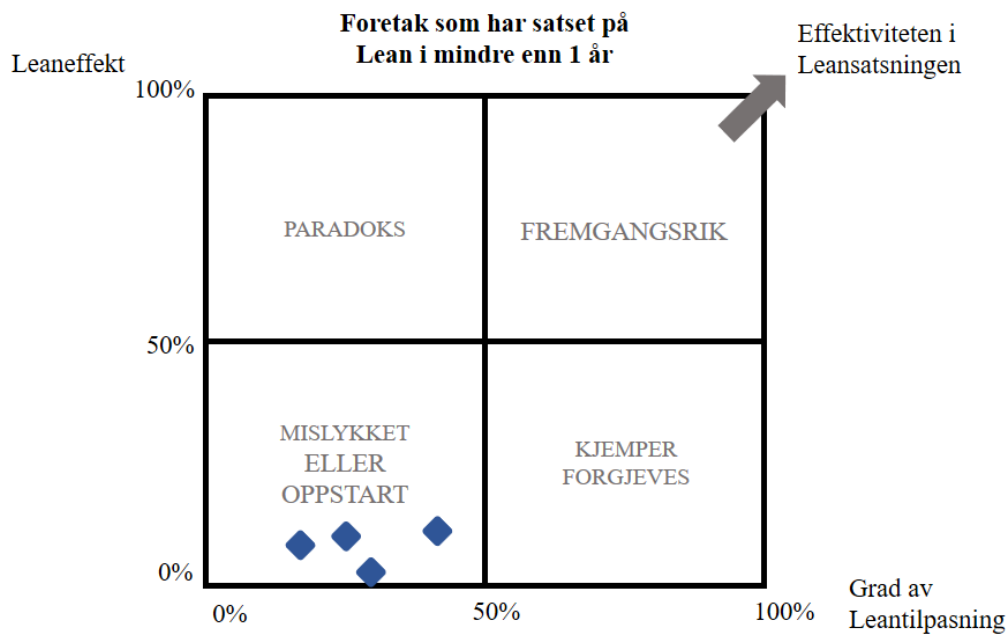 Foretak som har satset på
Lean i mindre enn 1 år
Effektiviteten i
Leansatsningen
Leaneffekt
100%
PARADOKS
FREMGANGSRIK
50%
MISLYKKET
ELLER
OPPSTART
KJEMPER
FORGJEVES
0%
0%
50%
100%
Grad av
Leantilpasning